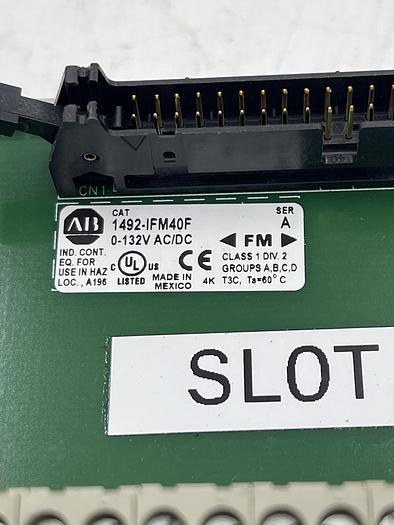 CN1
CAT
SER
AB
1492-IFM40F
A
0-132V AC/DC
FM
IND. CONT.
EQ. FOR
USE IN HAZ
LOC., A196
C UL US
LISTED
CE
MADE IN
MEXICO
4K
CLASS 1 DIV. 2
GROUPS A,B,C,D
T3C, Ta=60°C
SLOT